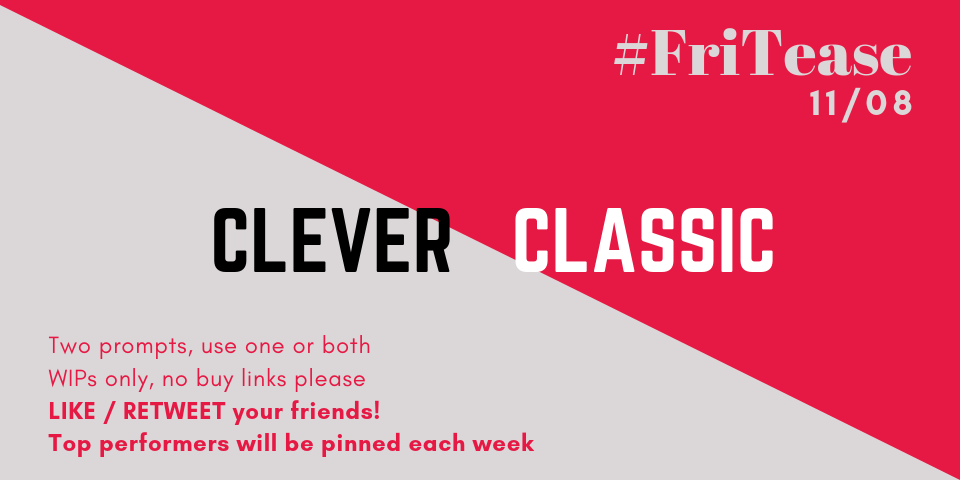 #FriTease
11/08
CLEVER CLASSIC
Two prompts, use one or both
WIPs only, no buy links please
LIKE / RETWEET your friends!
Top performers will be pinned each week